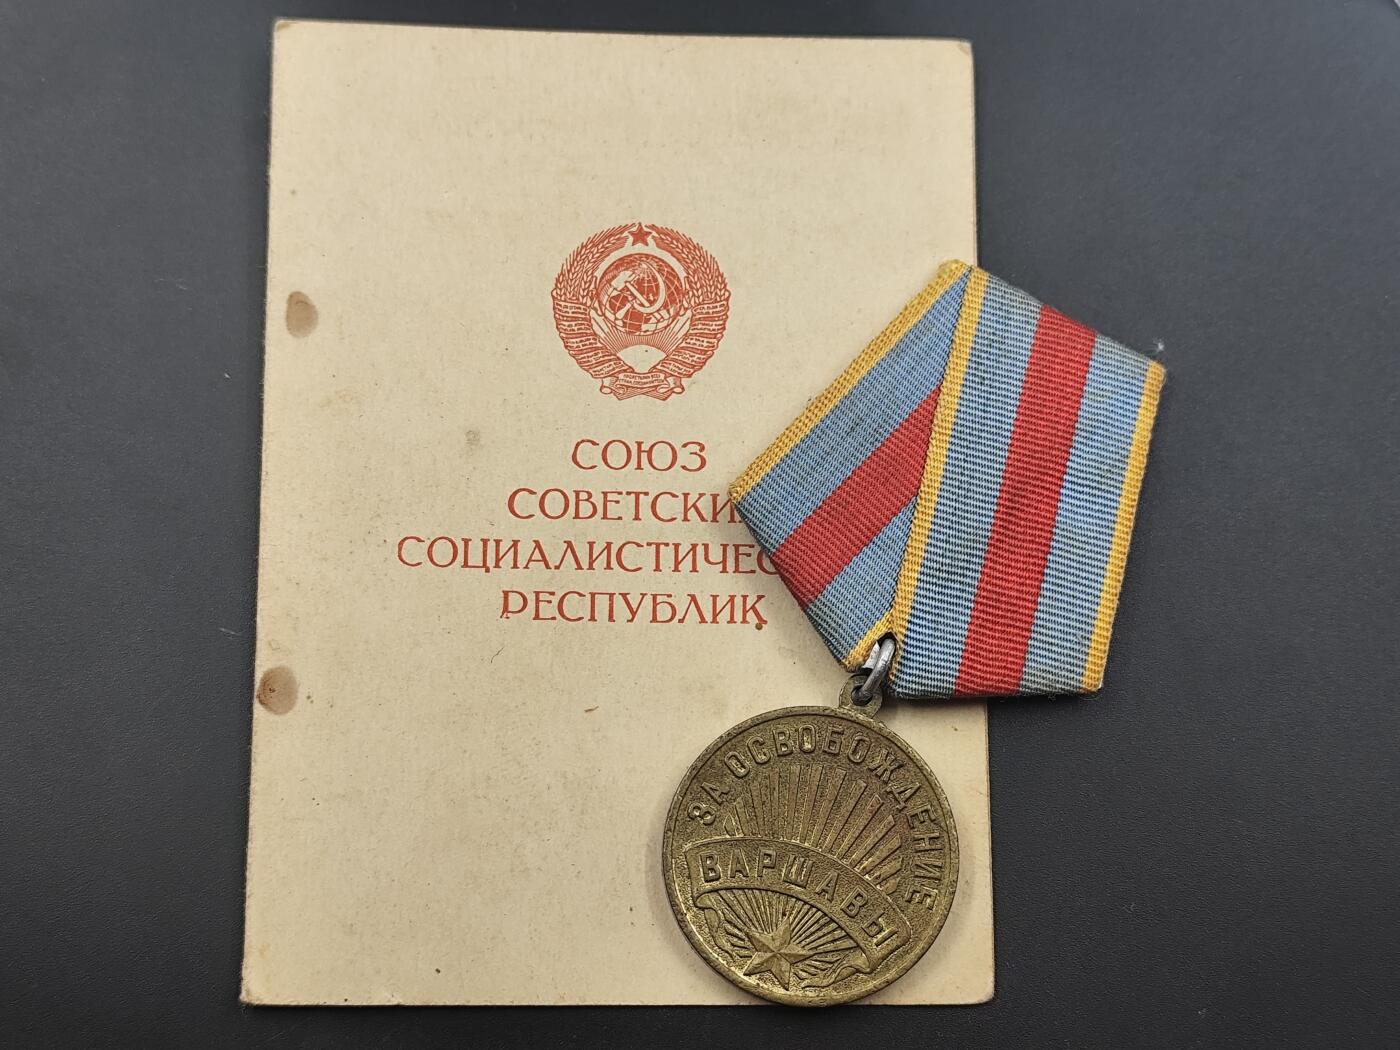 СОЮЗ
СОВЕТСКИ
СОЦИАЛИСТИЧЕС
РЕСПУБЛИК
ЗА ОСВОБОЖДЕНИЕ
ВАРШАВЫ